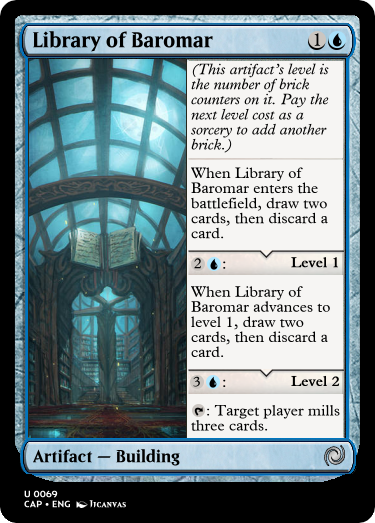 Library of Baromar 1
(This artifact's level is
the number of brick
counters on it. Pay the
next level cost as a
sorcery to add another
brick.)
When Library of
Baromar enters the
battlefield, draw two
cards, then discard a
card.
2 : Level 1
When Library of
Baromar advances to
level 1, draw two
cards, then discard a
card.
3 : Level 2
: Target player mills
three cards.
Artifact — Building
U 0069
CAP • ENG JTCANVAS